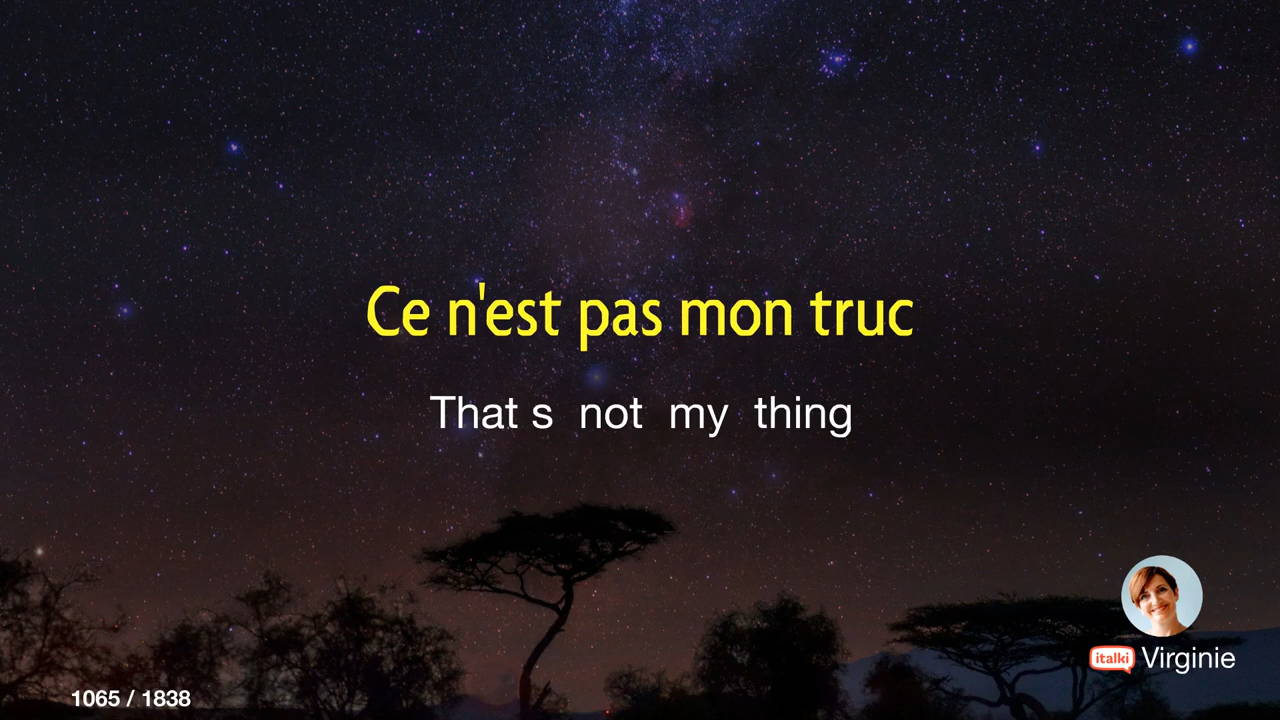 Ce n'est pas mon truc
That s not my thing
italki Virginie
1065 / 1838